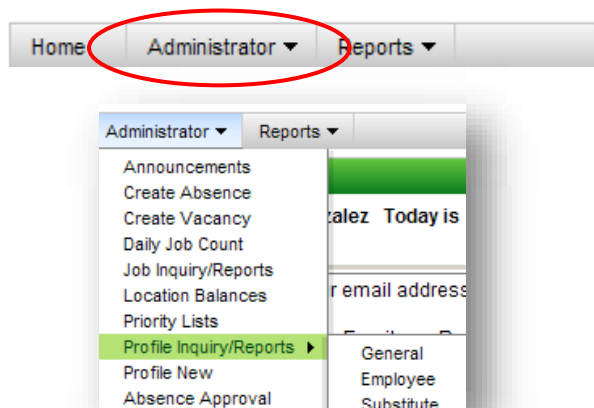 Home Administrator ▼ Reports ▼
Administrator ▼ Reports ▼
Announcements
Create Absence
Create Vacancy
Today is
Daily Job Count
Job Inquiry/Reports
Location Balances
email address
Priority Lists
Profile Inquiry/Reports ▶ General
Profile New
Employee
Absence Approval
Substitute